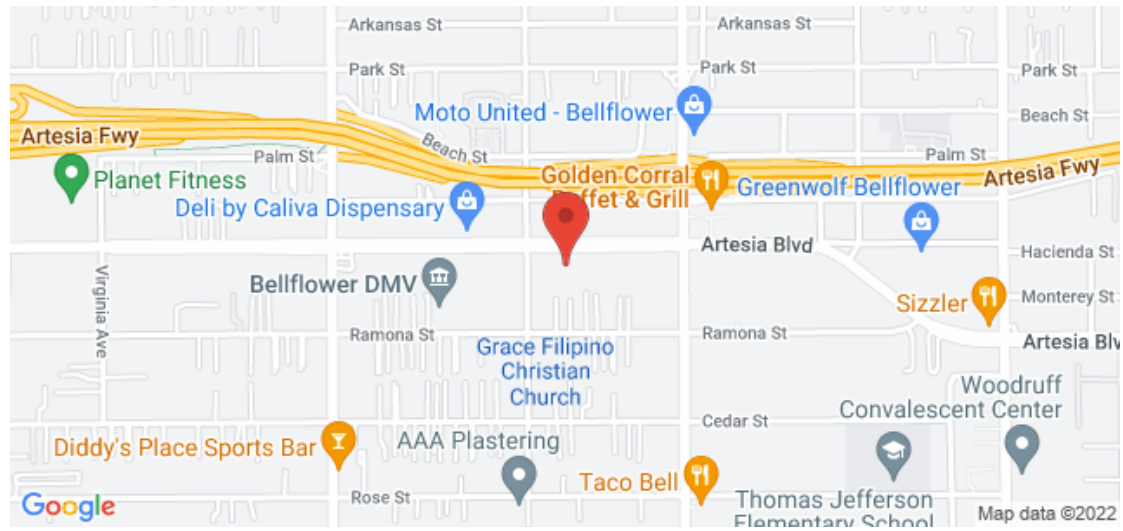 Arkansas St
Arkansas St
Park St
Park St
Park St
Moto United - Bellflower
Beach St
Artesia Fwy
Beach St
Palm St
Palm St
Artesia Fwy
Planet Fitness
Golden Corral
Buffet & Grill
Greenwolf Bellflower
Deli by Caliva Dispensary
Artesia Blvd
Hacienda St
Bellflower DMV
Virginia Ave
Sizzler
Monterey St
Ramona St
Ramona St
Artesia Blv
Grace Filipino
Christian
Church
Woodruff
Convalescent Center
Cedar St
Diddy's Place Sports Bar
AAA Plastering
Taco Bell
Rose St
Thomas Jefferson
Elementary School
Google
Map data ©2022